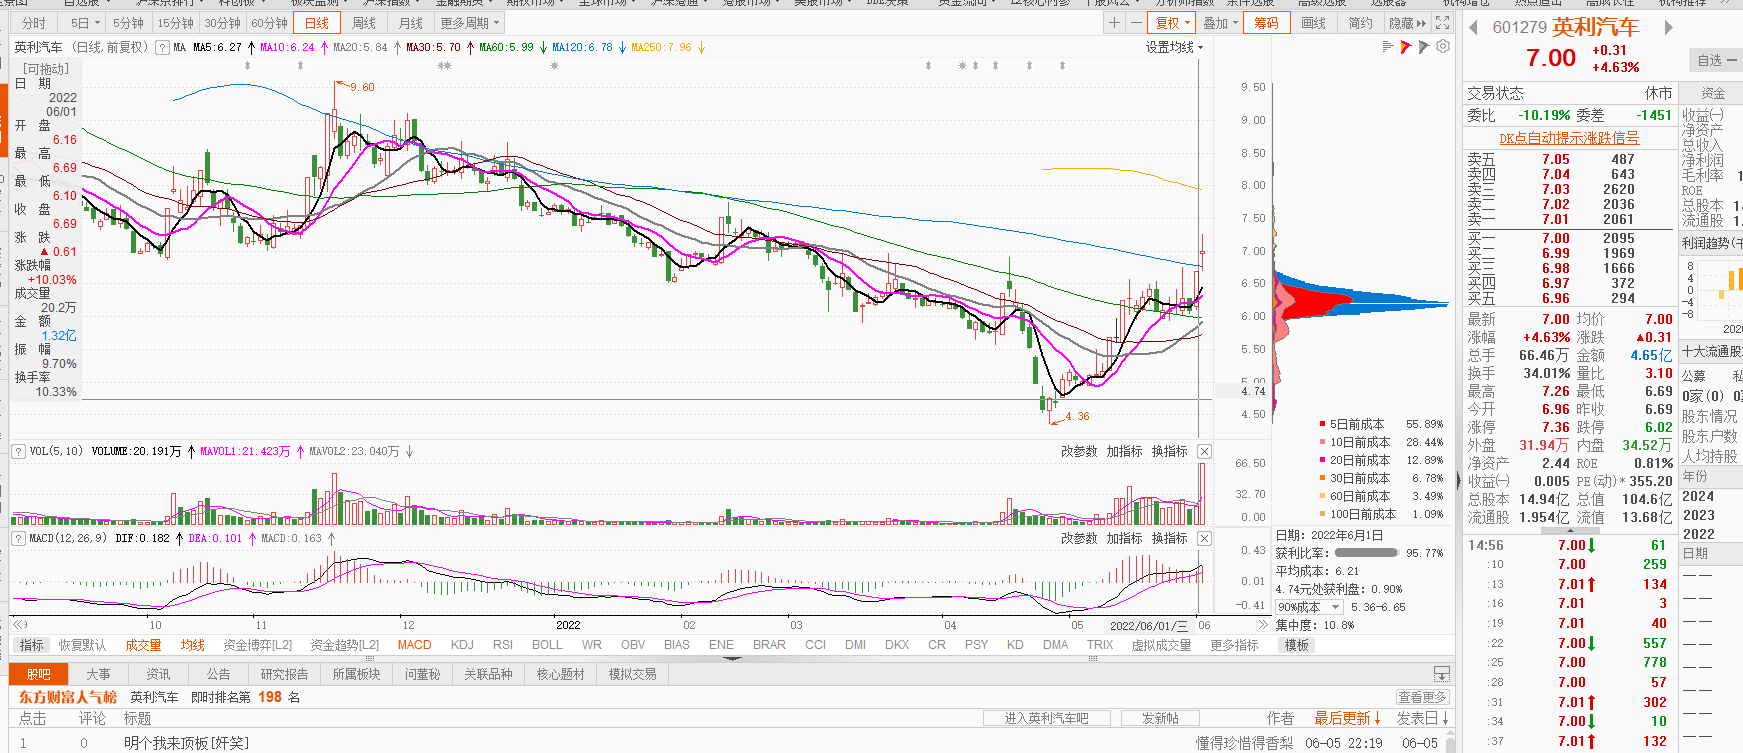 分时 5日 5分钟 15分钟 30分钟 60分钟 日线 周线 月线 更多周期
复权 叠加 筹码 画线 简约 隐藏
英利汽车 (日线,前复权) ? MA MA5:6.27 MA10:6.24 MA20:5.84 MA30:5.70 MA60:5.99 MA120:6.78 MA250:7.96
设置均线
[可拖动]
日 期
2022
06/01
开 盘
6.16
最 高
6.69
最 低
6.10
收 盘
6.69
涨 跌
▲ 0.61
涨跌幅
+10.03%
成交量
20.2万
金 额
1.32亿
振 幅
9.70%
换手率
10.33%
9.60
4.36
9.50
9.00
8.50
8.00
7.50
7.00
6.50
6.00
5.50
5.00
4.74
4.50
? VOL(5,10) VOLUME:20.191万 MAVOL1:21.423万 MAVOL2:23.040万
改参数 加指标 换指标
66.50
32.70
0.00
? MACD(12,26,9) DIF:0.182 DEA:0.101 MACD:0.163
改参数 加指标 换指标
0.43
0.01
-0.41
10 11 12 2022 02 03 04 05 2022/06/01/三 06
5日前成本 55.89%
10日前成本 28.44%
20日前成本 12.89%
30日前成本 6.78%
60日前成本 3.49%
100日前成本 1.09%
日期: 2022年6月1日
获利比率: 95.77%
平均成本: 6.21
4.74元处获利盘: 0.90%
90%成本 5.36-6.65
集中度: 10.8%
指标 恢复默认 成交量 均线 资金博弈[L2] 资金趋势[L2] MACD KDJ RSI BOLL WR OBV BIAS ENE BRAR CCI DMI DKX CR PSY KD DMA TRIX 虚拟成交量 更多指标 模板
股吧 大事 资讯 公告 研究报告 所属板块 问董秘 关联品种 核心题材 模拟交易
东方财富人气榜 英利汽车 即时排名第 198 名
查看更多
点击 评论 标题
进入英利汽车吧 发新帖 作者 最后更新 发表日
1 0 明个我来顶板[奸笑]
懂得珍惜得香梨 06-05 22:19 06-05
601279 英利汽车
7.00 +0.31
+4.63%
自选
交易状态 休市
委比 -10.19% 委差 -1451
DK点自动提示涨跌信号
卖五 7.05 487
卖四 7.04 643
卖三 7.03 2620
卖二 7.02 2036
卖一 7.01 2061
买一 7.00 2095
买二 6.99 1969
买三 6.98 1666
买四 6.97 372
买五 6.96 294
最新 7.00 均价 7.00
涨幅 +4.63% 涨跌 ▲0.31
总手 66.46万 金额 4.65亿
换手 34.01% 量比 3.10
最高 7.26 最低 6.69
今开 6.96 昨收 6.69
涨停 7.36 跌停 6.02
外盘 31.94万 内盘 34.52万
净资产 2.44 ROE 0.81%
收益(一) 0.005 PE(动)* 355.20
总股本 14.94亿 总值 104.6亿
流通股 1.954亿 流值 13.68亿
14:56 7.00 61
:10 7.00 259
:13 7.01 134
:16 7.01 3
:19 7.01 40
:22 7.00 557
:25 7.00 778
:28 7.00 57
:31 7.01 302
:34 7.00 10
:37 7.01 132
资金
收益(一)
净资产
总收入
净利润
毛利率
ROE
总股本
流通股
利润趋势(千
8
4
0
-4
-8
十大流通股
公募 私
0家(0)
股东情况
股东户数
人均持股
年份
2024
2023
2022
日期